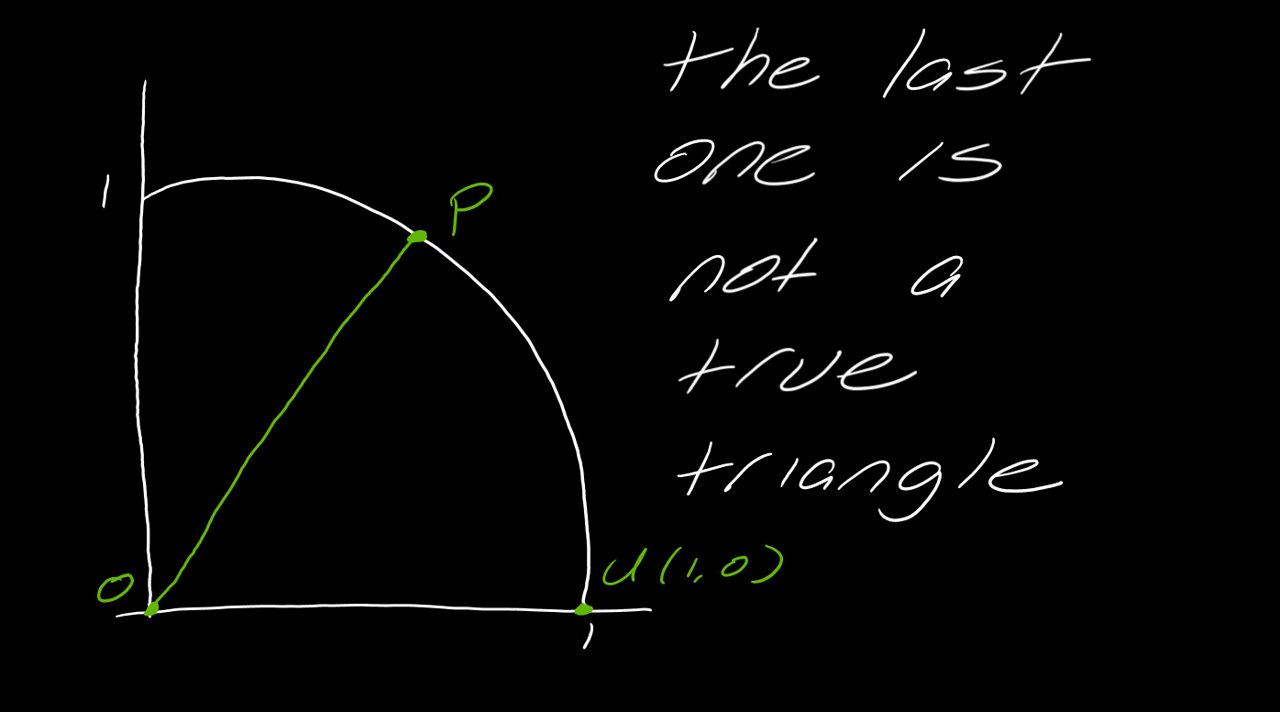 the last
one is
not a
true
triangle
1
P
O
U(1,0)
1